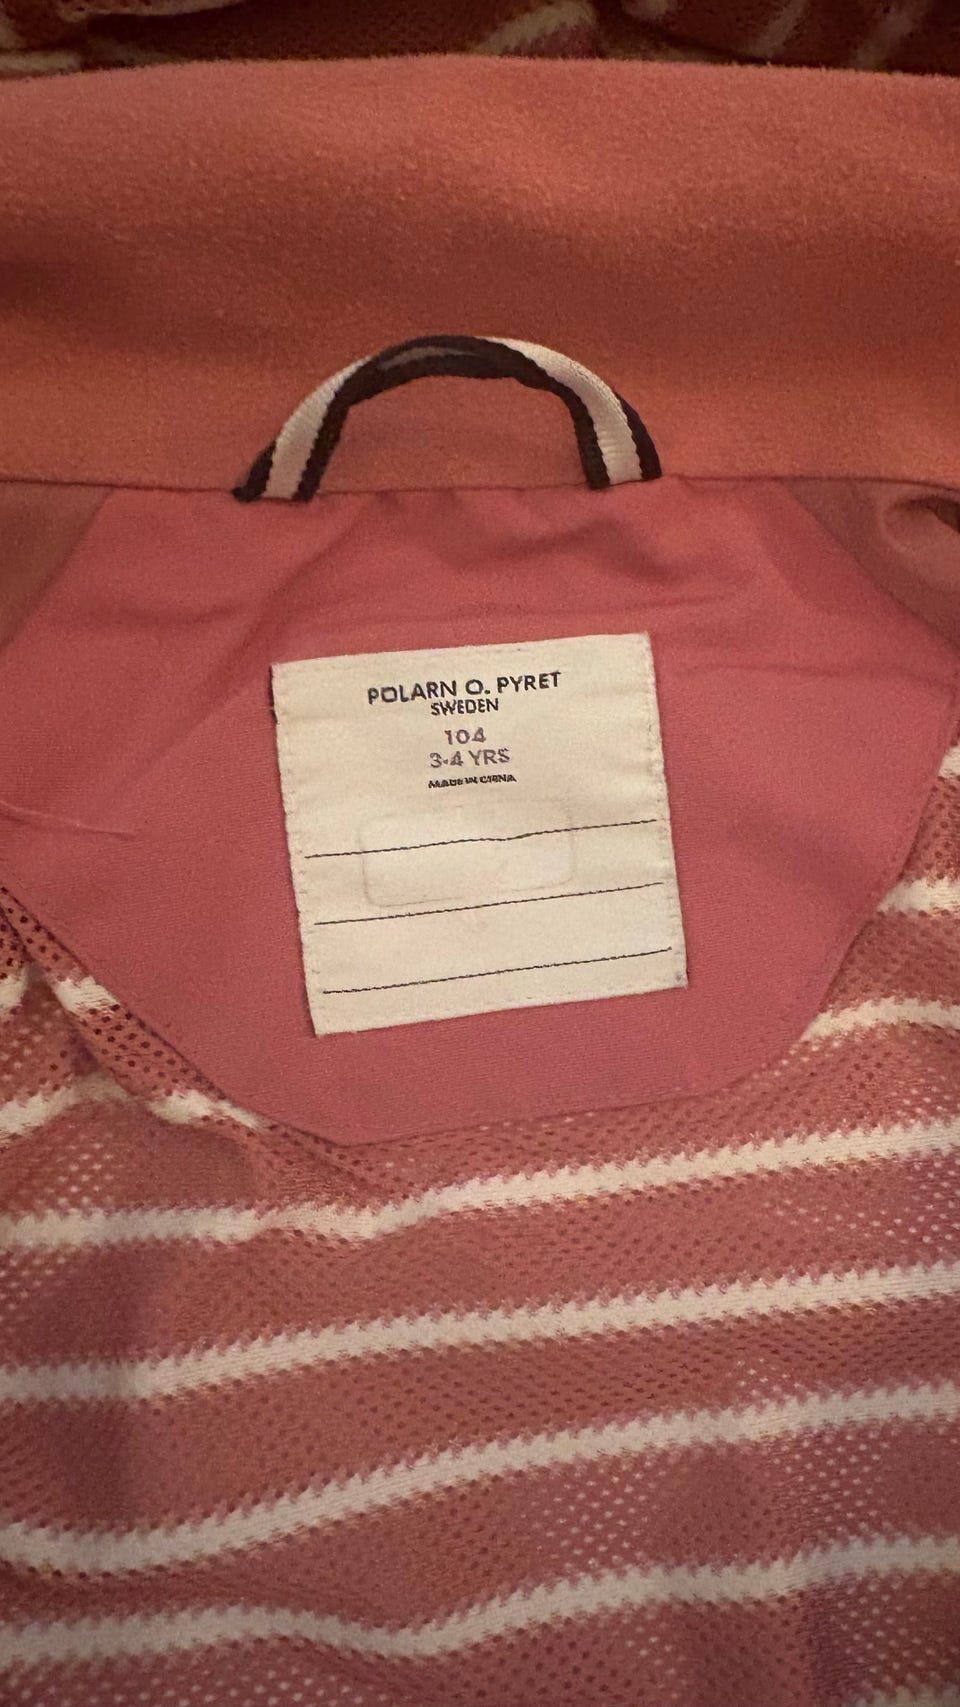 POLARN O. PYRET
SWEDEN
104
3-4 YRS
MADE IN CHINA